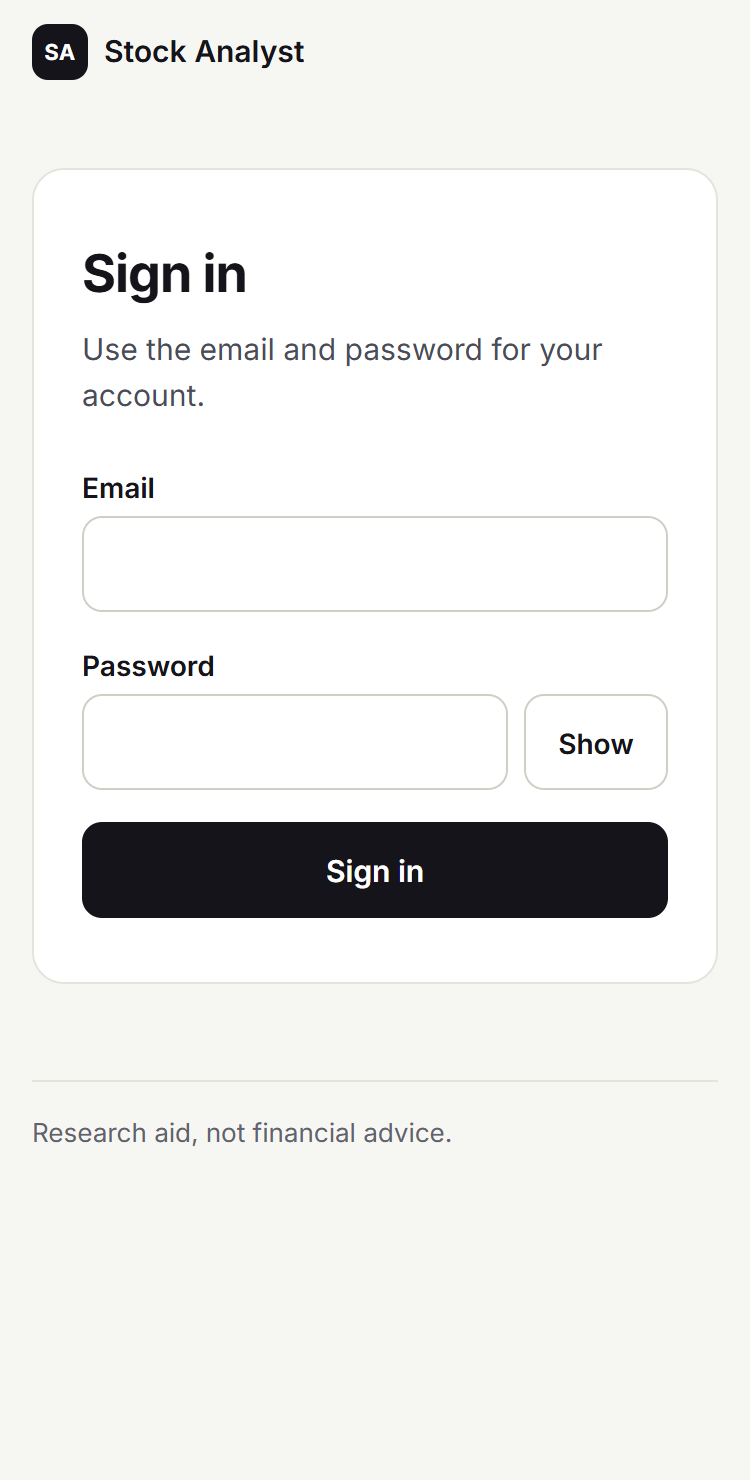 SA
Stock Analyst
Sign in
Use the email and password for your
account.
Email
Password
Show
Sign in
Research aid, not financial advice.